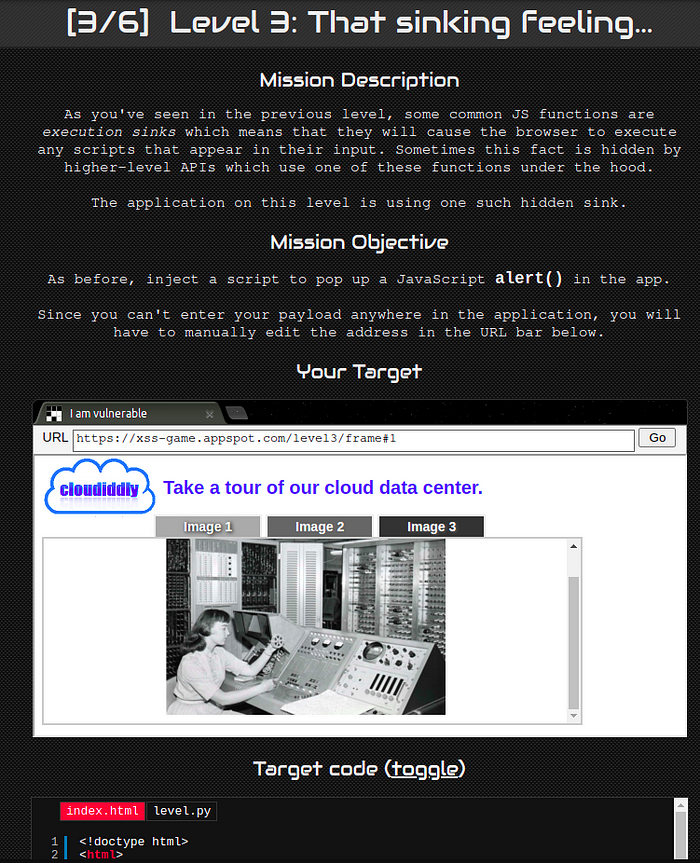 [3/6] Level 3: That sinking feeling...
Mission Description
As you've seen in the previous level, some common JS functions are
execution sinks which means that they will cause the browser to execute
any scripts that appear in their input. Sometimes this fact is hidden by
higher-level APIs which use one of these functions under the hood.
The application on this level is using one such hidden sink.
Mission Objective
As before, inject a script to pop up a JavaScript alert() in the app.
Since you can't enter your payload anywhere in the application, you will
have to manually edit the address in the URL bar below.
Your Target
I am vulnerable
URL https://xss-game.appspot.com/level3/frame#1 Go
cloudiddly Take a tour of our cloud data center.
Image 1 Image 2 Image 3
Target code (toggle)
index.html level.py
1 <!doctype html>
2 <html>